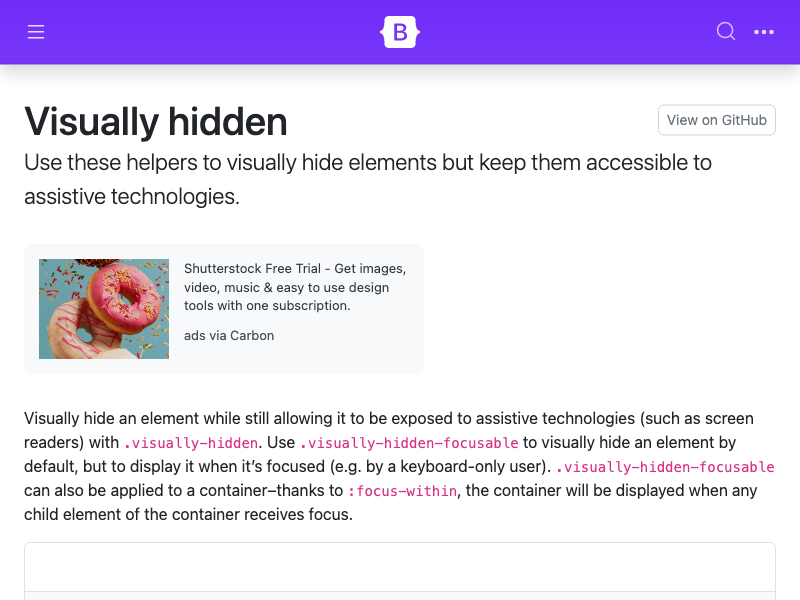 B
Visually hidden
View on GitHub
Use these helpers to visually hide elements but keep them accessible to
assistive technologies.
Shutterstock Free Trial - Get images,
video, music & easy to use design
tools with one subscription.
ads via Carbon
Visually hide an element while still allowing it to be exposed to assistive technologies (such as screen
readers) with .visually-hidden. Use .visually-hidden-focusable to visually hide an element by
default, but to display it when it’s focused (e.g. by a keyboard-only user). .visually-hidden-focusable
can also be applied to a container–thanks to :focus-within, the container will be displayed when any
child element of the container receives focus.